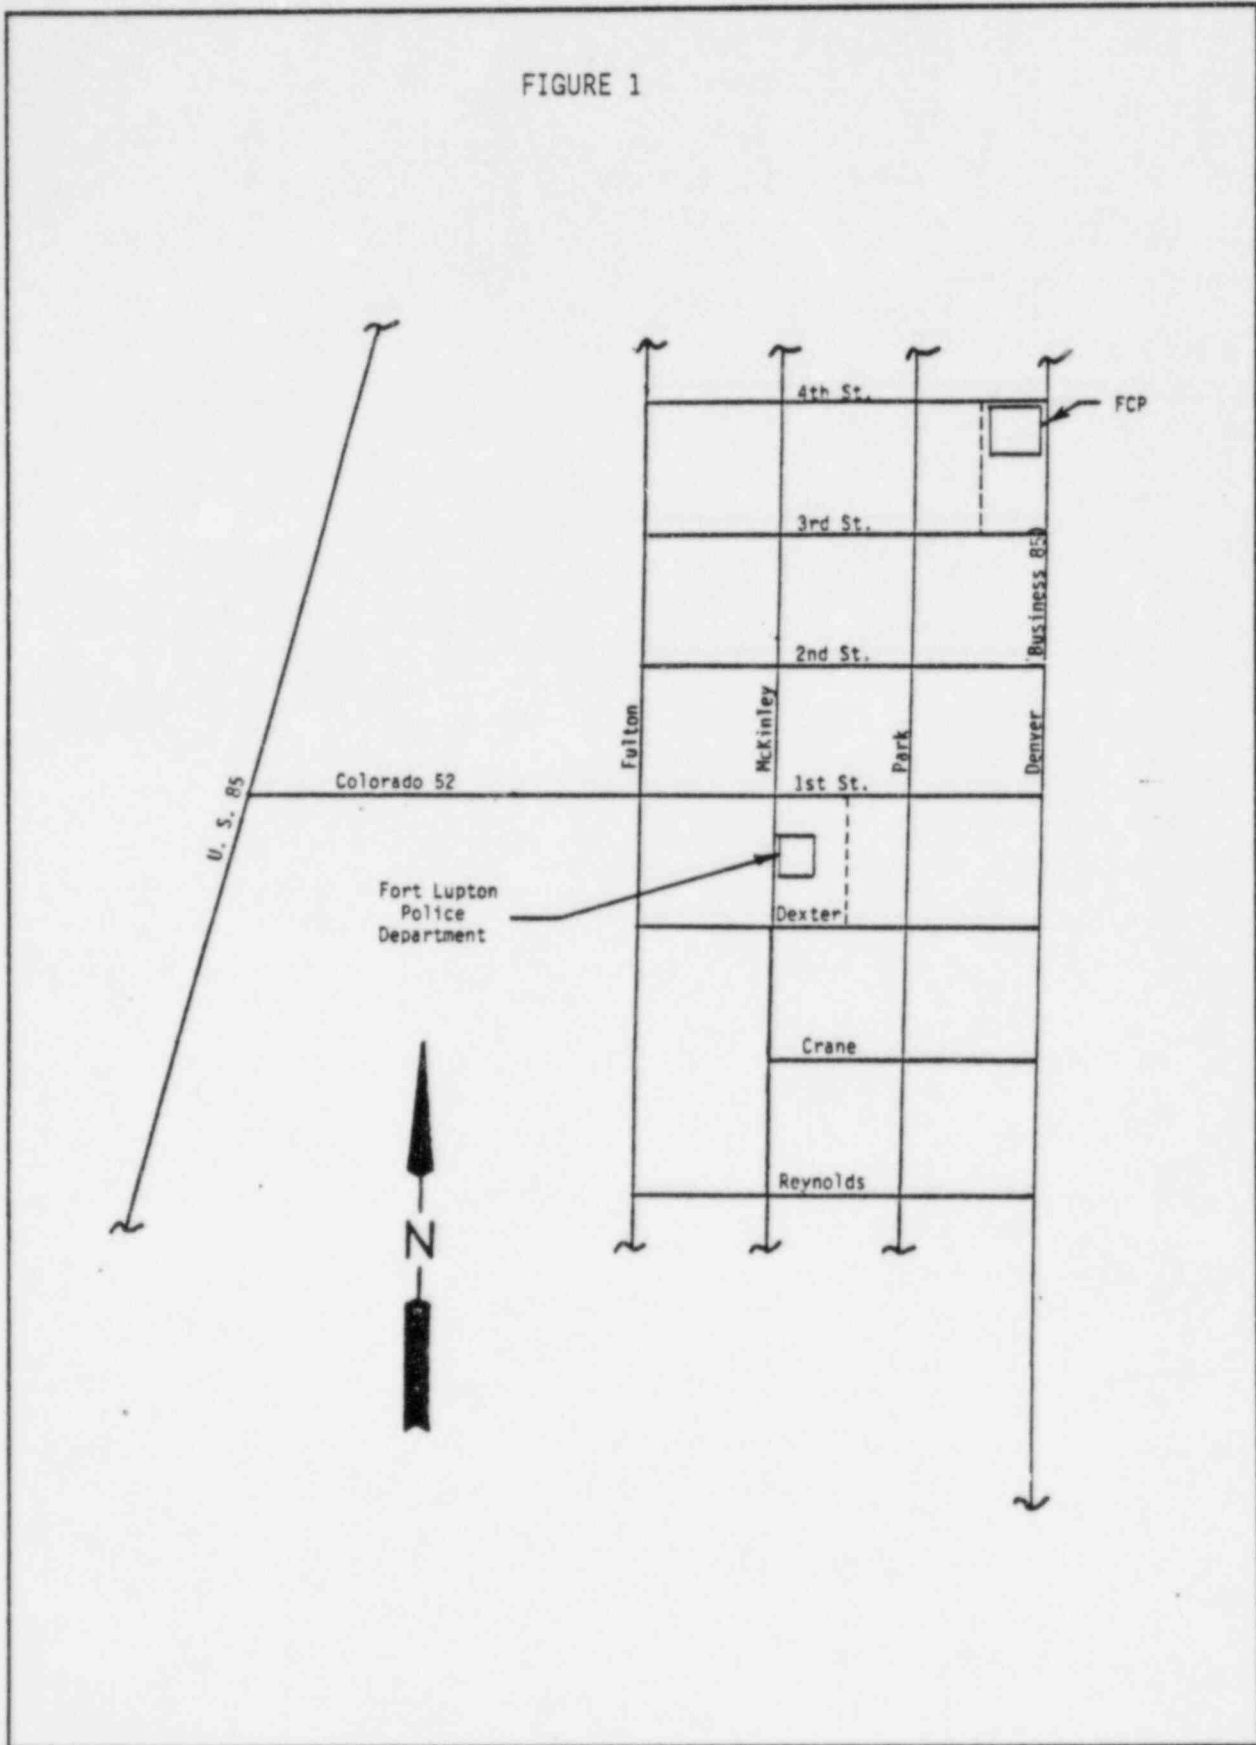 FIGURE 1
4th St.
FCP
3rd St.
(Business 85)
2nd St.
Fulton
McKinley
Park
Denver
U. S. 85
Colorado 52
1st St.
Fort Lupton
Police
Department
Dexter
Crane
Reynolds
N